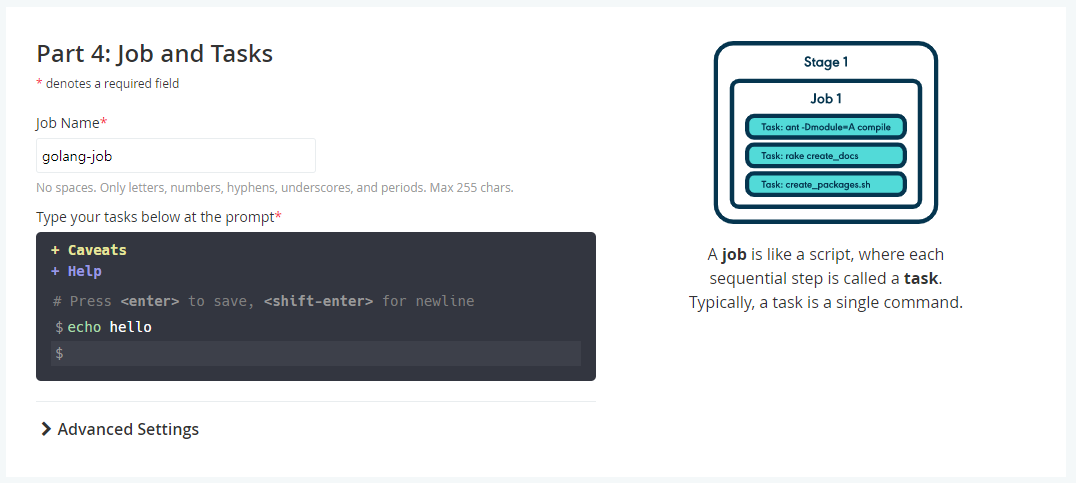 Part 4: Job and Tasks
* denotes a required field
Job Name*
golang-job
No spaces. Only letters, numbers, hyphens, underscores, and periods. Max 255 chars.
Type your tasks below at the prompt*
+ Caveats
+ Help
# Press <enter> to save, <shift-enter> for newline
$ echo hello
$
Advanced Settings
Stage 1
Job 1
Task: ant -Dmodule=A compile
Task: rake create_docs
Task: create_packages.sh
A job is like a script, where each
sequential step is called a task.
Typically, a task is a single command.